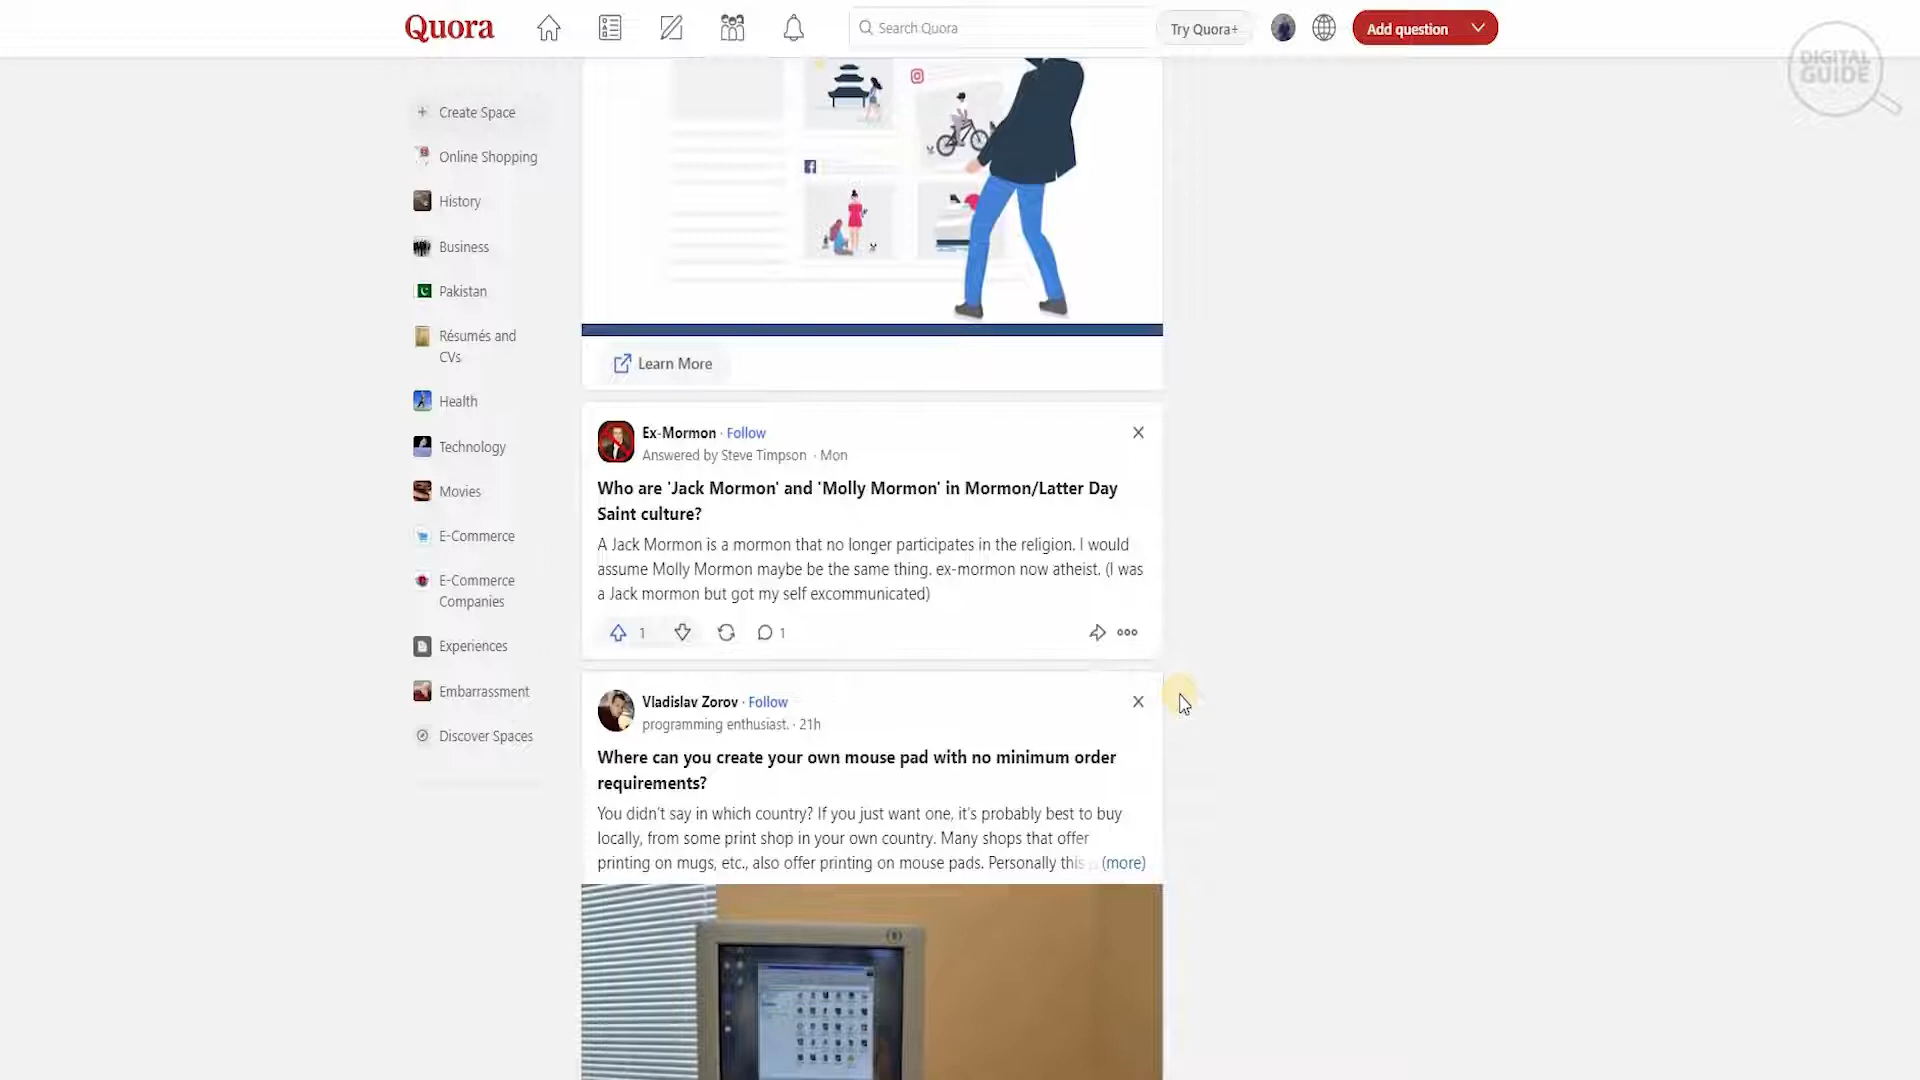 Quora
Search Quora
Try Quora+
Add question
DIGITAL
GUIDE
Create Space
Online Shopping
History
Business
Pakistan
Résumés and
CVs
Health
Technology
Movies
E-Commerce
E-Commerce
Companies
Experiences
Embarrassment
Discover Spaces
Learn More
Ex-Mormon · Follow
Answered by Steve Timpson · Mon
Who are 'Jack Mormon' and 'Molly Mormon' in Mormon/Latter Day
Saint culture?
A Jack Mormon is a mormon that no longer participates in the religion. I would
assume Molly Mormon maybe be the same thing. ex-mormon now atheist. (I was
a Jack mormon but got my self excommunicated)
1
1
Vladislav Zorov · Follow
programming enthusiast. · 21h
Where can you create your own mouse pad with no minimum order
requirements?
You didn't say in which country? If you just want one, it's probably best to buy
locally, from some print shop in your own country. Many shops that offer
printing on mugs, etc., also offer printing on mouse pads. Personally this (more)